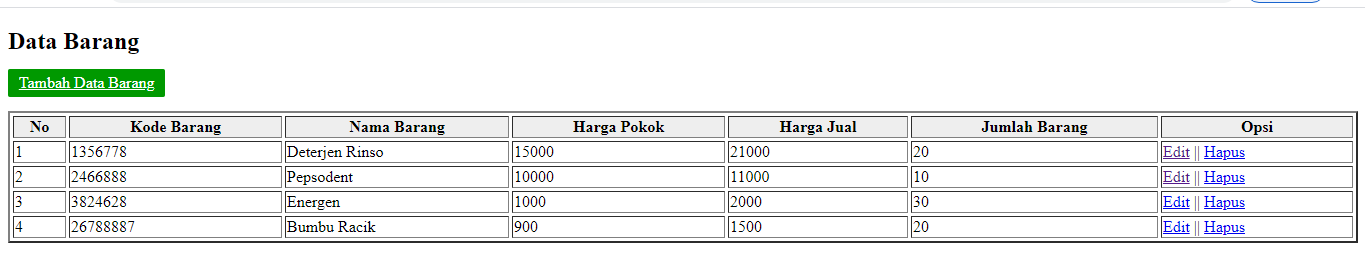 Data Barang
Tambah Data Barang
No Kode Barang Nama Barang Harga Pokok Harga Jual Jumlah Barang Opsi
1 1356778 Deterjen Rinso 15000 21000 20 Edit || Hapus
2 2466888 Pepsodent 10000 11000 10 Edit || Hapus
3 3824628 Energen 1000 2000 30 Edit || Hapus
4 26788887 Bumbu Racik 900 1500 20 Edit || Hapus